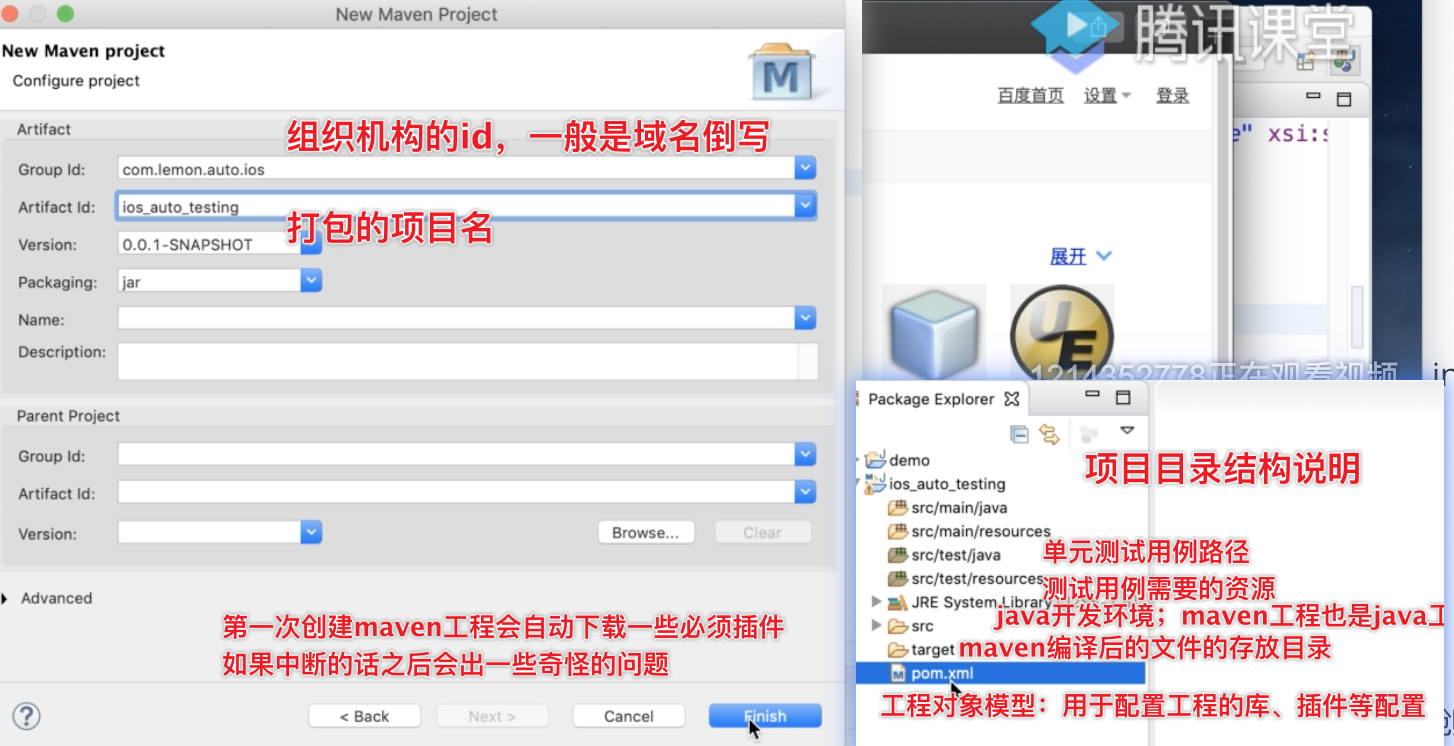 New Maven Project
New Maven project
Configure project
Artifact
组织机构的id，一般是域名倒写
Group Id:
com.lemon.auto.ios
Artifact Id:
ios_auto_testing
打包的项目名
Version:
0.0.1-SNAPSHOT
Packaging:
jar
Name:
Description:
Parent Project
Group Id:
Artifact Id:
Version:
Browse...
Clear
Advanced
第一次创建maven工程会自动下载一些必须插件
如果中断的话之后会出一些奇怪的问题
< Back
Next >
Cancel
Finish
腾讯课堂
百度首页
设置
登录
e" xsi:s
展开
UE
1214352778正在观看视频
in
Package Explorer
demo
项目目录结构说明
ios_auto_testing
src/main/java
src/main/resources
src/test/java
单元测试用例路径
src/test/resources
测试用例需要的资源
JRE System Library
java开发环境；maven工程也是java工
src
target
maven编译后的文件的存放目录
pom.xml
工程对象模型：用于配置工程的库、插件等配置